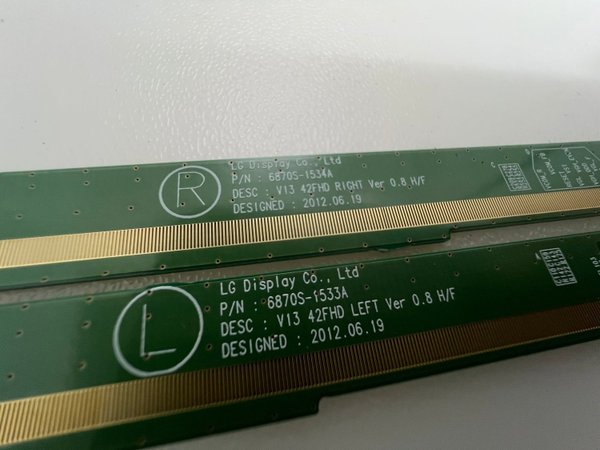 R
LG Display Co., Ltd
P/N : 6870S-1534A
DESC : V13 42FHD RIGHT Ver 0.8 H/F
DESIGNED : 2012.06.19
L
LG Display Co., Ltd
P/N : 6870S-1533A
DESC : V13 42FHD LEFT Ver 0.8 H/F
DESIGNED : 2012.06.19